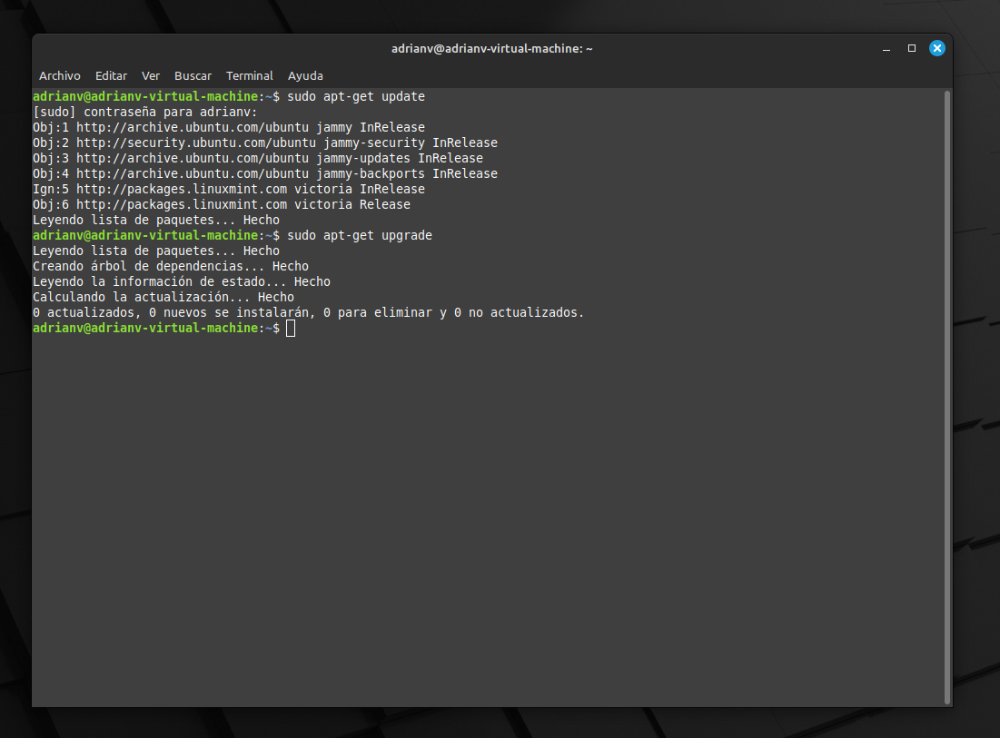 adrianv@adrianv-virtual-machine: ~
Archivo Editar Ver Buscar Terminal Ayuda
adrianv@adrianv-virtual-machine:~$ sudo apt-get update
[sudo] contraseña para adrianv:
Obj:1 http://archive.ubuntu.com/ubuntu jammy InRelease
Obj:2 http://security.ubuntu.com/ubuntu jammy-security InRelease
Obj:3 http://archive.ubuntu.com/ubuntu jammy-updates InRelease
Obj:4 http://archive.ubuntu.com/ubuntu jammy-backports InRelease
Ign:5 http://packages.linuxmint.com victoria InRelease
Obj:6 http://packages.linuxmint.com victoria Release
Leyendo lista de paquetes... Hecho
adrianv@adrianv-virtual-machine:~$ sudo apt-get upgrade
Leyendo lista de paquetes... Hecho
Creando árbol de dependencias... Hecho
Leyendo la información de estado... Hecho
Calculando la actualización... Hecho
0 actualizados, 0 nuevos se instalarán, 0 para eliminar y 0 no actualizados.
adrianv@adrianv-virtual-machine:~$